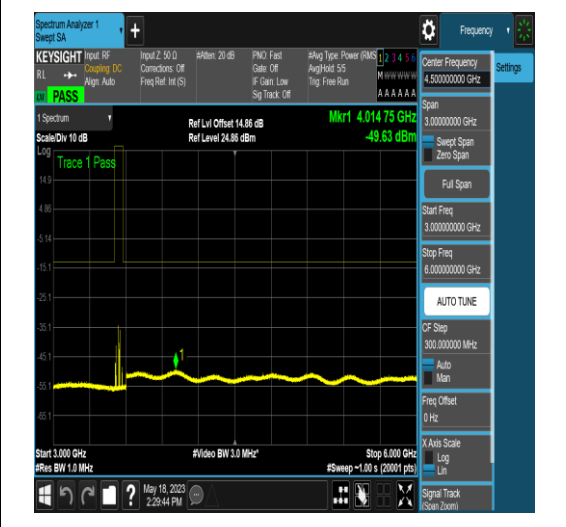 Spectrum Analyzer 1
Swept SA
+
Frequency
KEYSIGHT
RL
PASS
Input: RF
Coupling: DC
Align: Auto
Input Z: 50 Ω
Corrections: Off
Freq Ref: Int (S)
#Atten: 20 dB
PNO: Fast
Gate: Off
IF Gain: Low
Sig Track: Off
#Avg Type: Power (RMS
Avg|Hold: 5/5
Trig: Free Run
1 2 3 4 5 6
M w w w w w
A A A A A A
1 Spectrum
Scale/Div 10 dB
Ref Lvl Offset 14.86 dB
Ref Level 24.86 dBm
Mkr1 4.014 75 GHz
-49.63 dBm
Log
Trace 1 Pass
14.9
4.86
-5.14
-15.1
-25.1
-35.1
-45.1
-55.1
-65.1
1
Start 3.000 GHz
#Res BW 1.0 MHz
#Video BW 3.0 MHz*
Stop 6.000 GHz
#Sweep ~1.00 s (20001 pts)
May 18, 2023
2:29:44 PM
?
Center Frequency
4.500000000 GHz
Settings
Span
3.00000000 GHz
Swept Span
Zero Span
Full Span
Start Freq
3.000000000 GHz
Stop Freq
6.000000000 GHz
AUTO TUNE
CF Step
300.000000 MHz
Auto
Man
Freq Offset
0 Hz
X Axis Scale
Log
Lin
Signal Track
(Span Zoom)